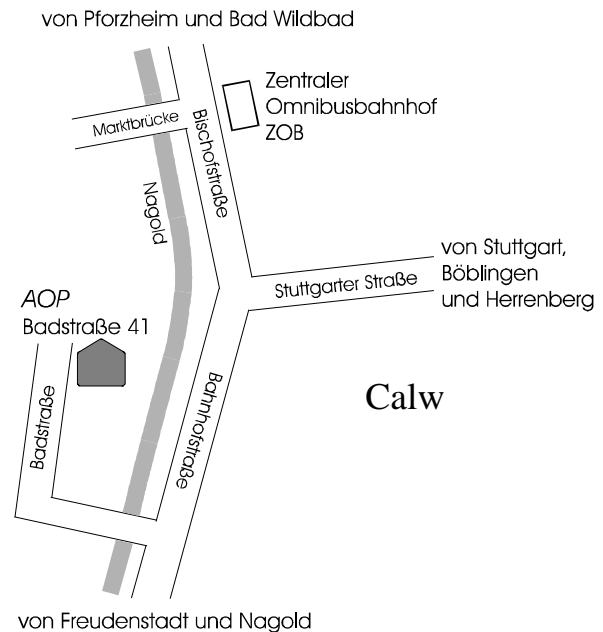 von Pforzheim und Bad Wildbad
Zentraler
Omnibusbahnhof
ZOB
Marktbrücke
Bischofstraße
Nagold
von Stuttgart,
Böblingen
und Herrenberg
Stuttgarter Straße
AOP
Badstraße 41
Bahnhofstraße
Calw
Badstraße
von Freudenstadt und Nagold